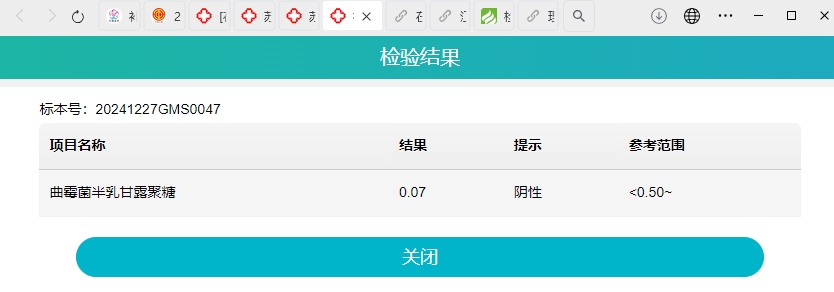 2
检验结果
标本号：20241227GMS0047
项目名称 结果 提示 参考范围
曲霉菌半乳甘露聚糖 0.07 阴性 <0.50~
关闭